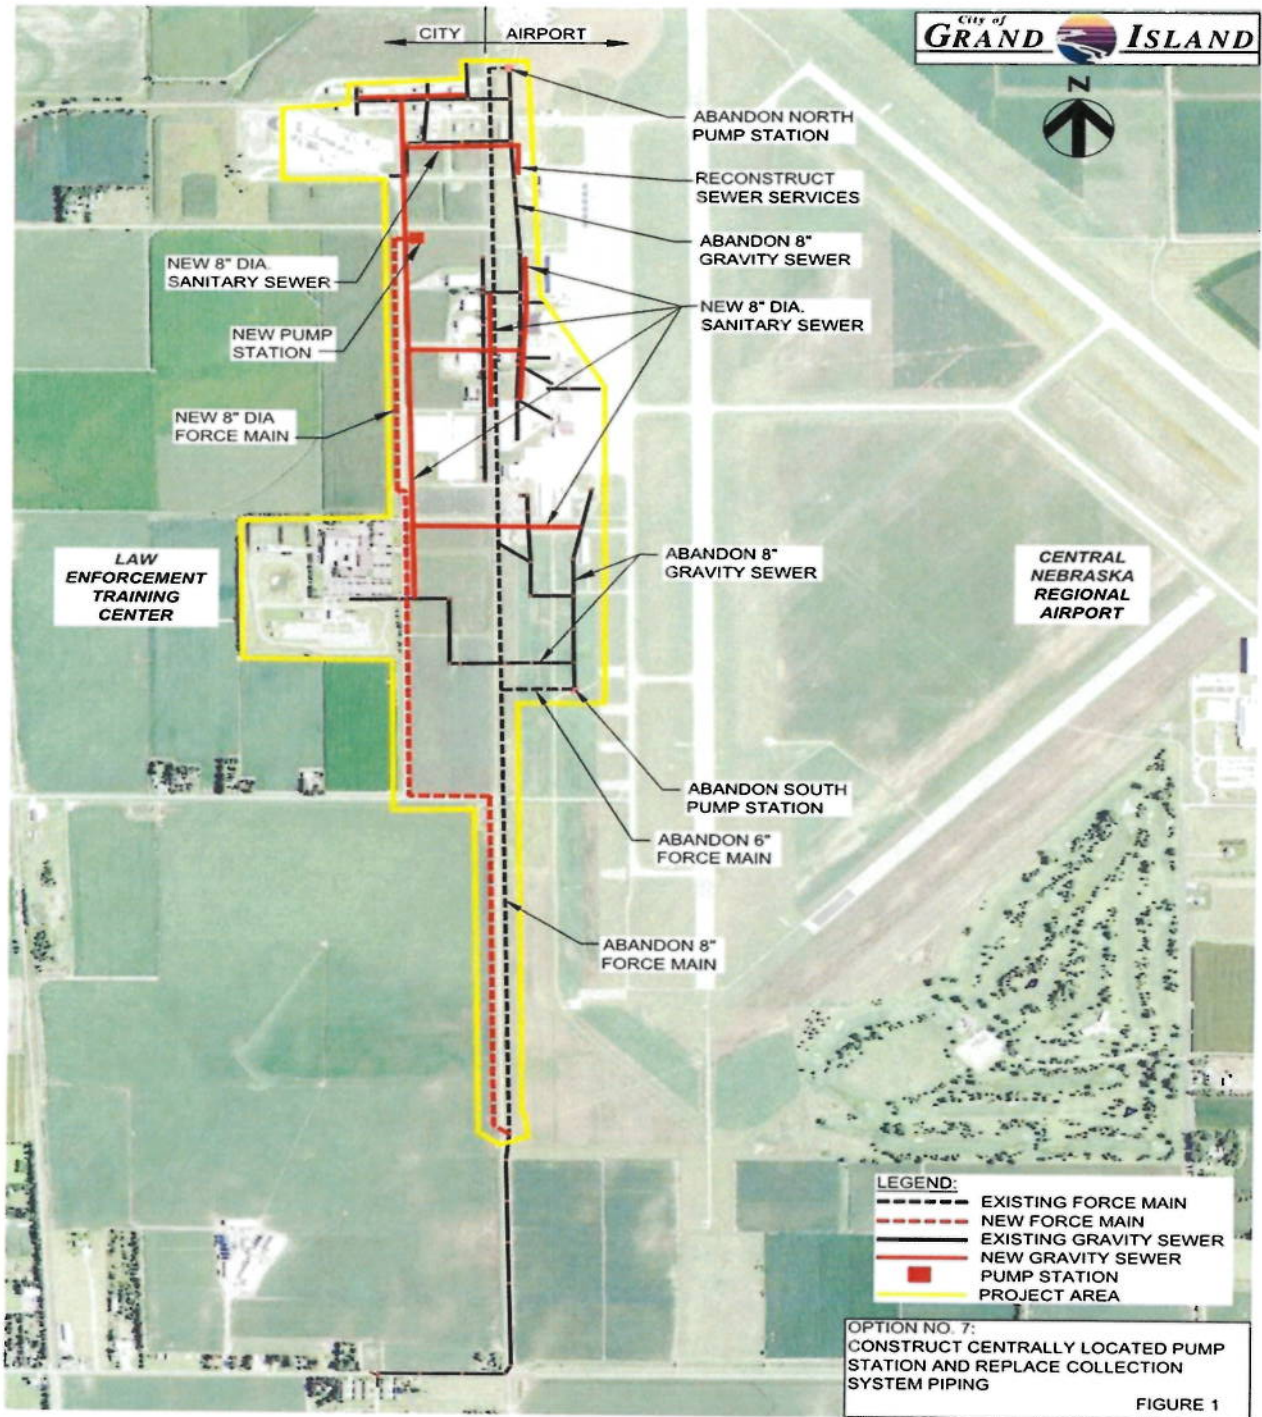 CITY AIRPORT
City of
GRAND ISLAND
N
ABANDON NORTH
PUMP STATION
RECONSTRUCT
SEWER SERVICES
ABANDON 8"
GRAVITY SEWER
NEW 8" DIA.
SANITARY SEWER
NEW 8" DIA.
SANITARY SEWER
NEW PUMP
STATION
NEW 8" DIA
FORCE MAIN
LAW
ENFORCEMENT
TRAINING
CENTER
ABANDON 8"
GRAVITY SEWER
CENTRAL
NEBRASKA
REGIONAL
AIRPORT
ABANDON SOUTH
PUMP STATION
ABANDON 6"
FORCE MAIN
ABANDON 8"
FORCE MAIN
LEGEND:
EXISTING FORCE MAIN
NEW FORCE MAIN
EXISTING GRAVITY SEWER
NEW GRAVITY SEWER
PUMP STATION
PROJECT AREA
OPTION NO. 7:
CONSTRUCT CENTRALLY LOCATED PUMP
STATION AND REPLACE COLLECTION
SYSTEM PIPING
FIGURE 1